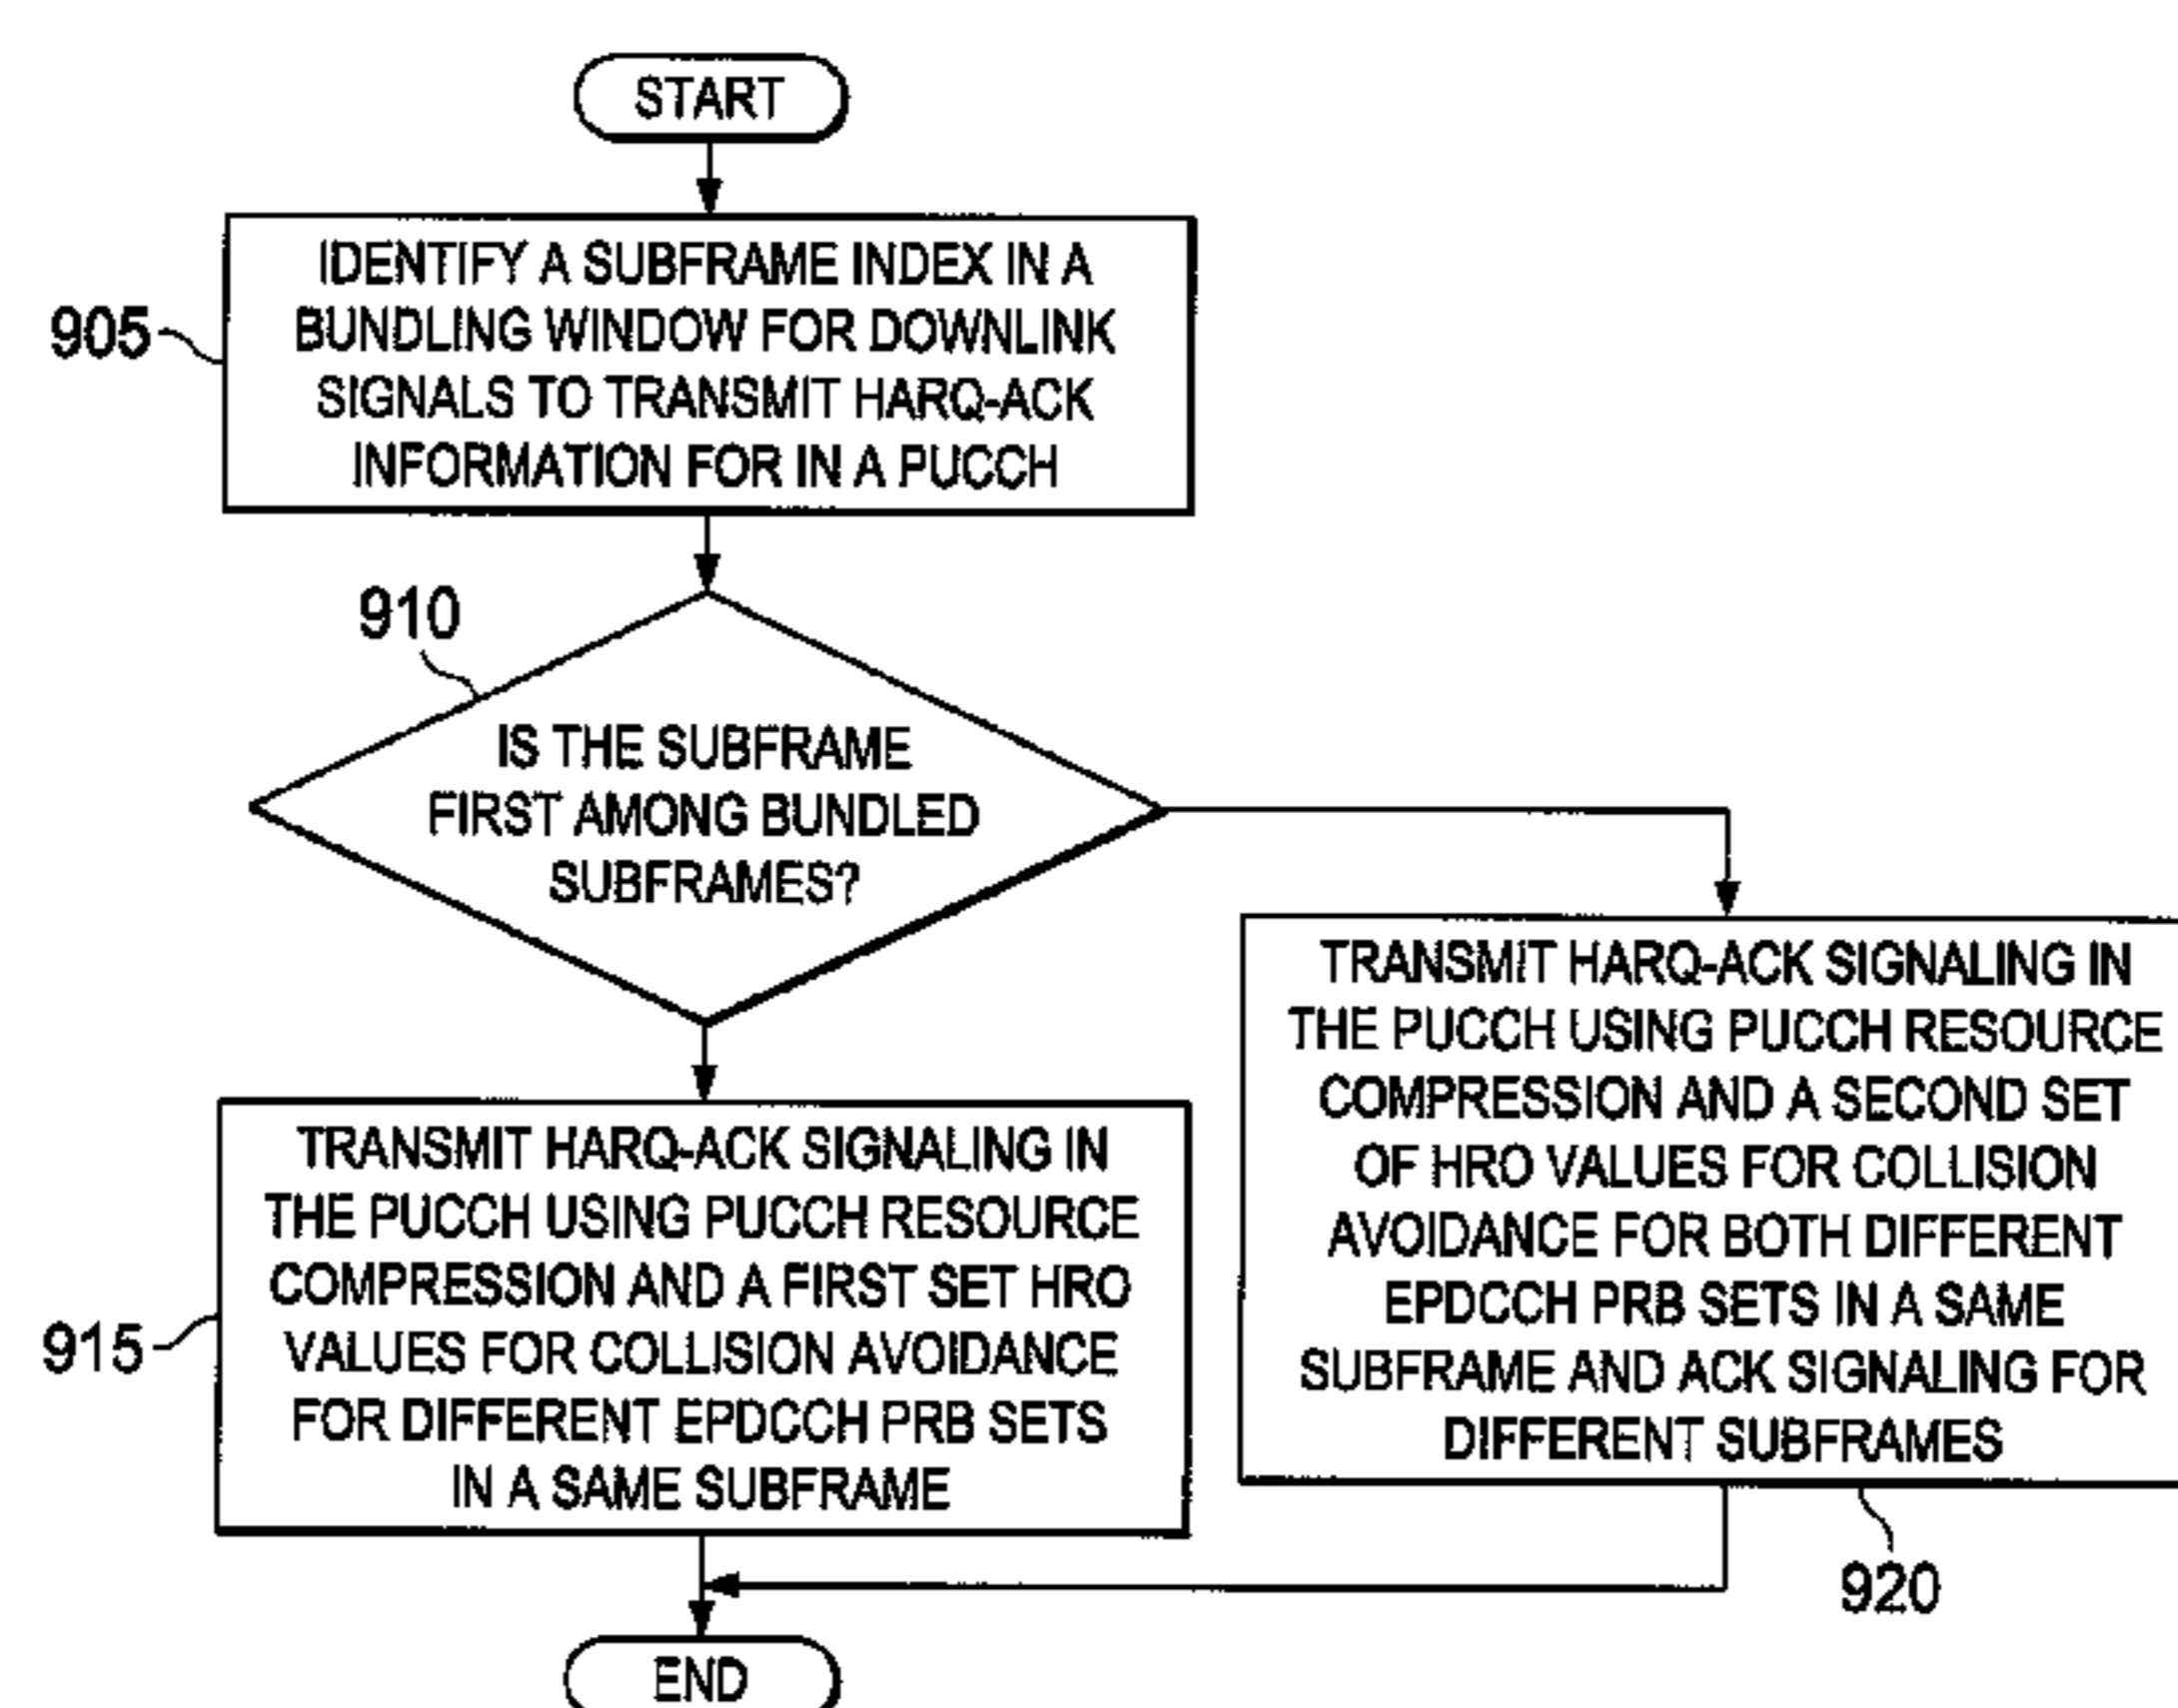 START
905
IDENTIFY A SUBFRAME INDEX IN A
BUNDLING WINDOW FOR DOWNLINK
SIGNALS TO TRANSMIT HARQ-ACK
INFORMATION FOR IN A PUCCH
910
IS THE SUBFRAME
FIRST AMONG BUNDLED
SUBFRAMES?
915
TRANSMIT HARQ-ACK SIGNALING IN
THE PUCCH USING PUCCH RESOURCE
COMPRESSION AND A FIRST SET HRO
VALUES FOR COLLISION AVOIDANCE
FOR DIFFERENT EPDCCH PRB SETS
IN A SAME SUBFRAME
TRANSMIT HARQ-ACK SIGNALING IN
THE PUCCH USING PUCCH RESOURCE
COMPRESSION AND A SECOND SET
OF HRO VALUES FOR COLLISION
AVOIDANCE FOR BOTH DIFFERENT
EPDCCH PRB SETS IN A SAME
SUBFRAME AND ACK SIGNALING FOR
DIFFERENT SUBFRAMES
920
END